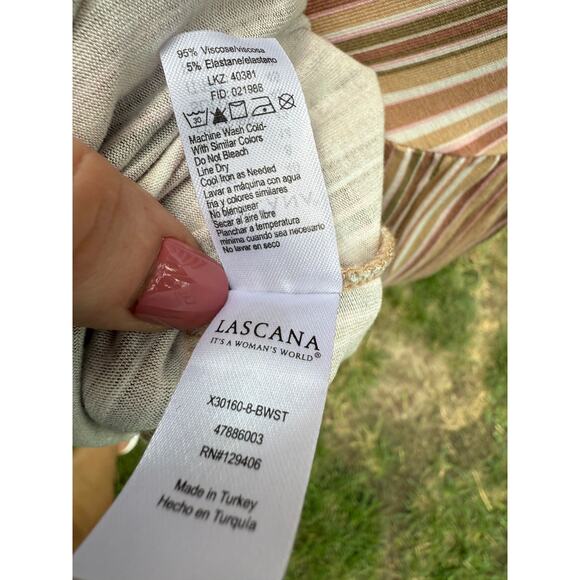 95% Viscose/viscosa
5% Elastane/elastano
LKZ: 40381
FID: 021988
30
Machine Wash Cold-
With Similar Colors
Do Not Bleach
Line Dry
Cool Iron as Needed
Lavar a máquina con agua
fria y colores similares
No blanquear
Secar al aire libre
Planchar a temperatura
mínima cuando sea necesario
No lavar en seco
LASCANA
IT'S A WOMAN'S WORLD®
X30160-8-BWST
47886003
RN#129406
Made in Turkey
Hecho en Turquía